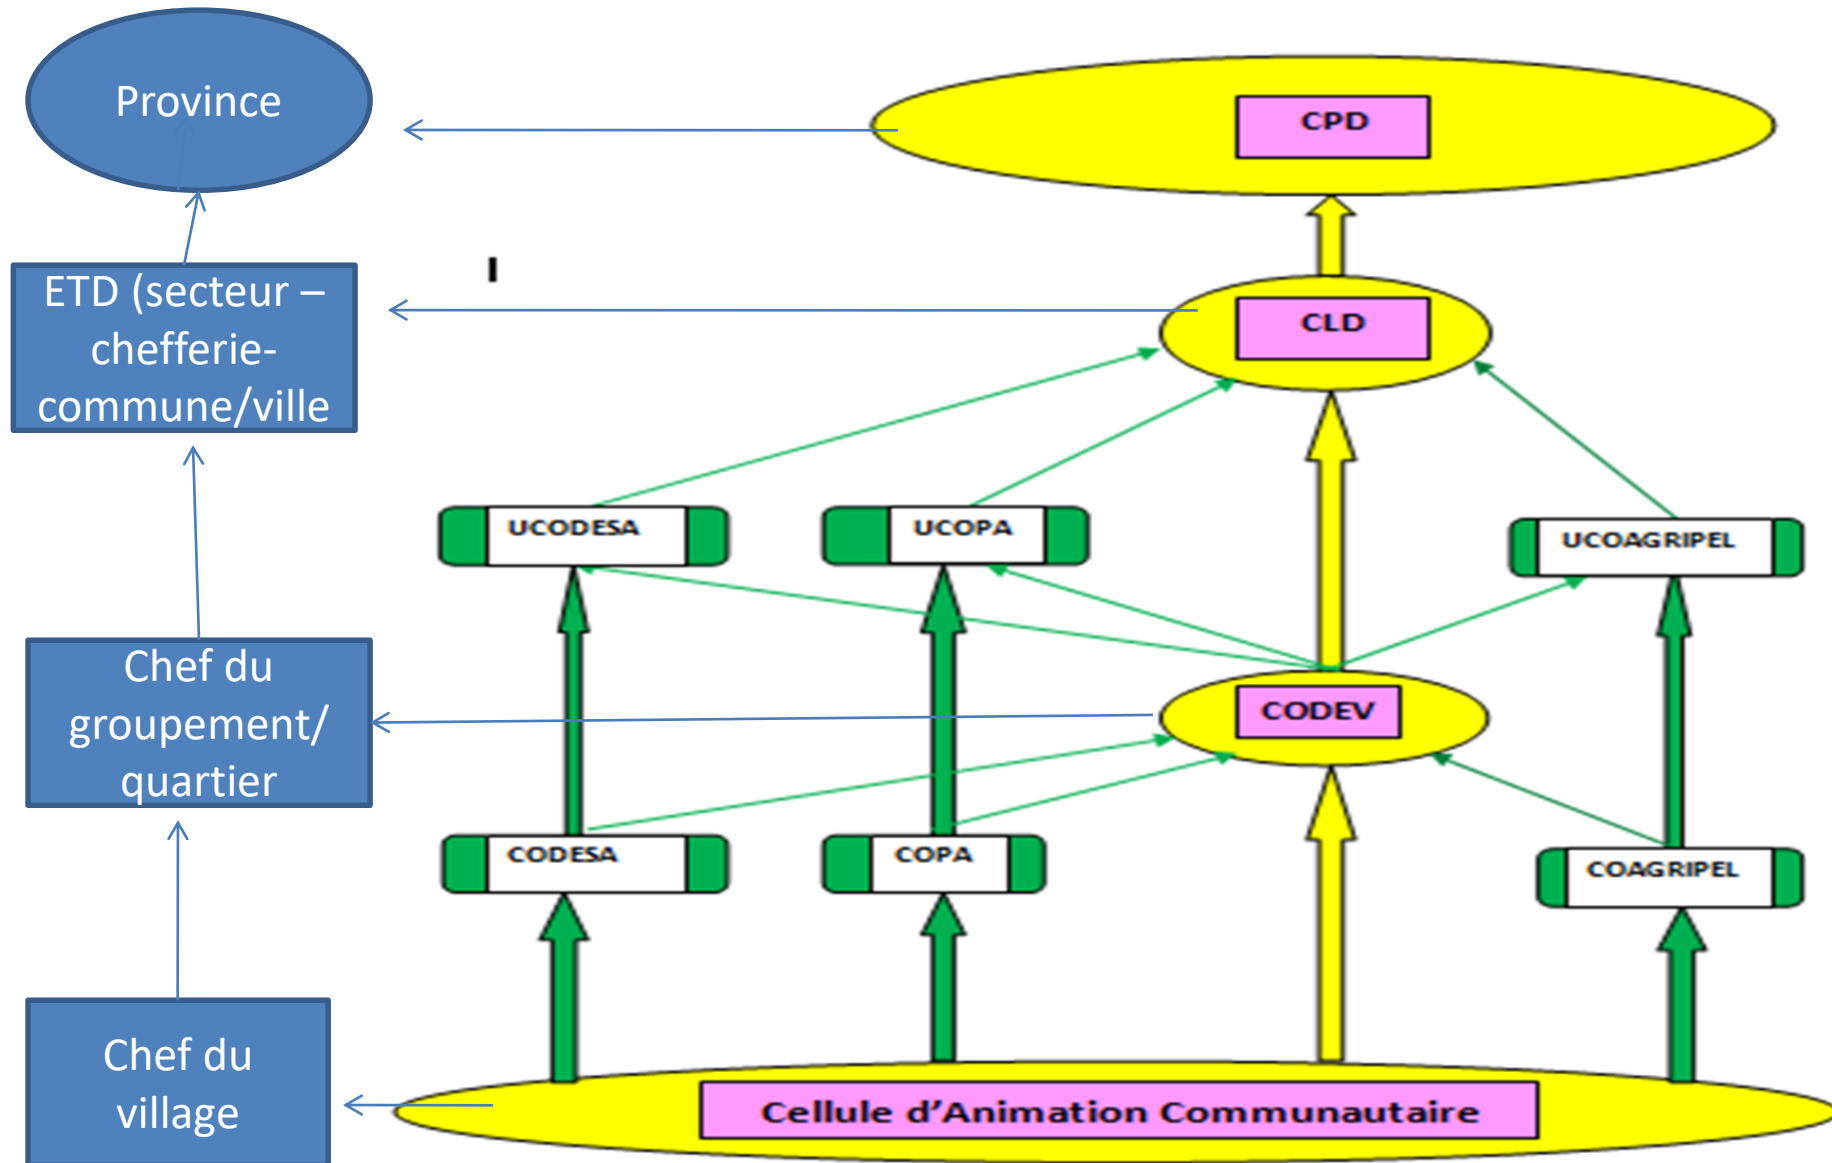 Province
CPD
I
ETD (secteur –
chefferie-
commune/ville
CLD
UCODESA
UCOPA
UCOAGRIPEL
Chef du
groupement/
quartier
CODEV
CODESA
COPA
COAGRIPEL
Chef du
village
Cellule d’Animation Communautaire